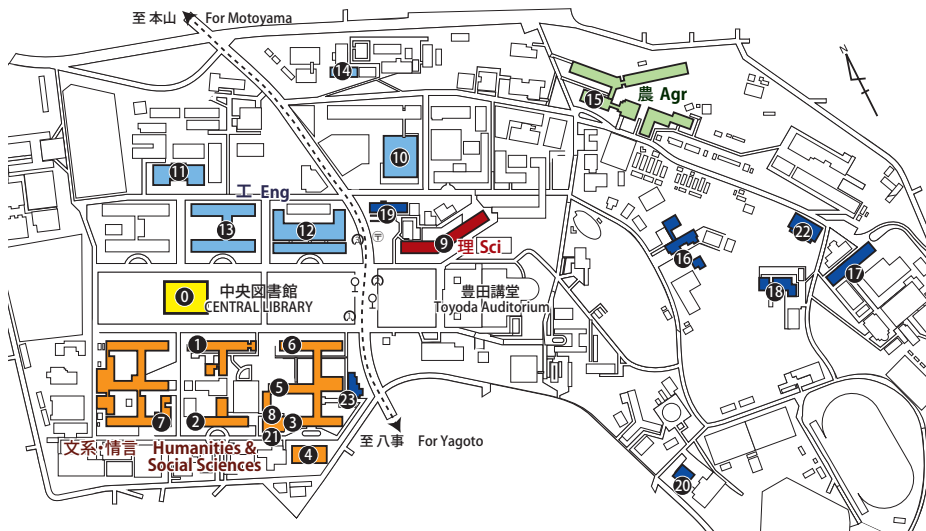 至 本山 For Motoyama
14
15
農 Agr
10
11
工 Eng
19
13
12
9
理 Sci
16
22
17
18
0
中央図書館
CENTRAL LIBRARY
豊田講堂
Toyoda Auditorium
1
6
5
23
7
2
8
3
21
4
文系・情言 Humanities &
Social Sciences
至 八事 For Yagoto
20
N
〒